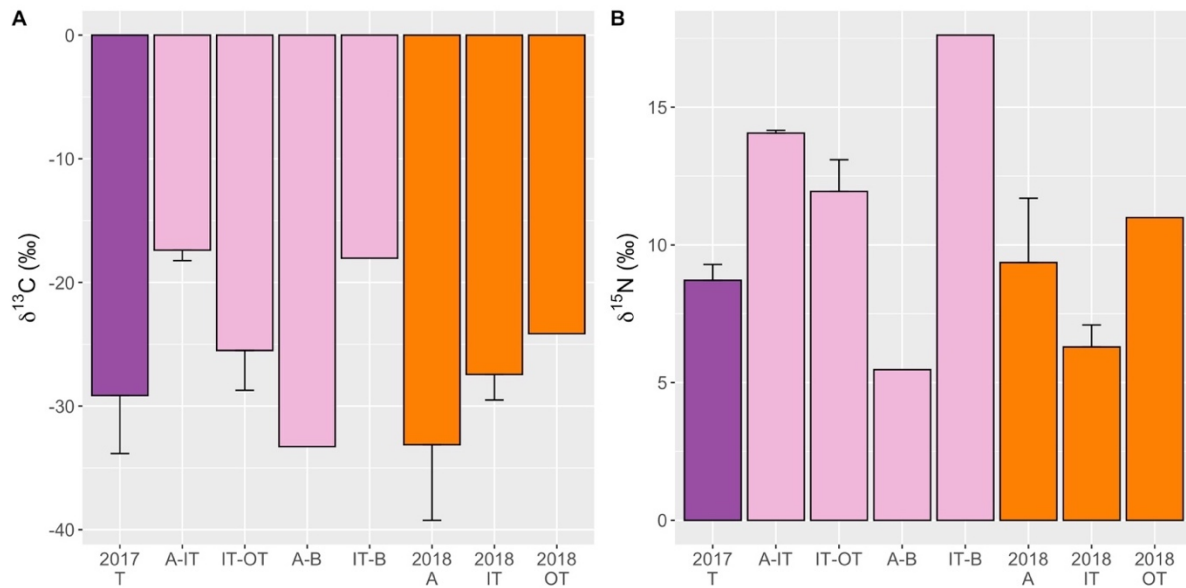 A
0
-10
-20
-30
-40
δ¹³C (‰)
2017 T
A-IT
IT-OT
A-B
IT-B
2018 A
2018 IT
2018 OT
B
15
10
5
0
δ¹⁵N (‰)
2017 T
A-IT
IT-OT
A-B
IT-B
2018 A
2018 IT
2018 OT